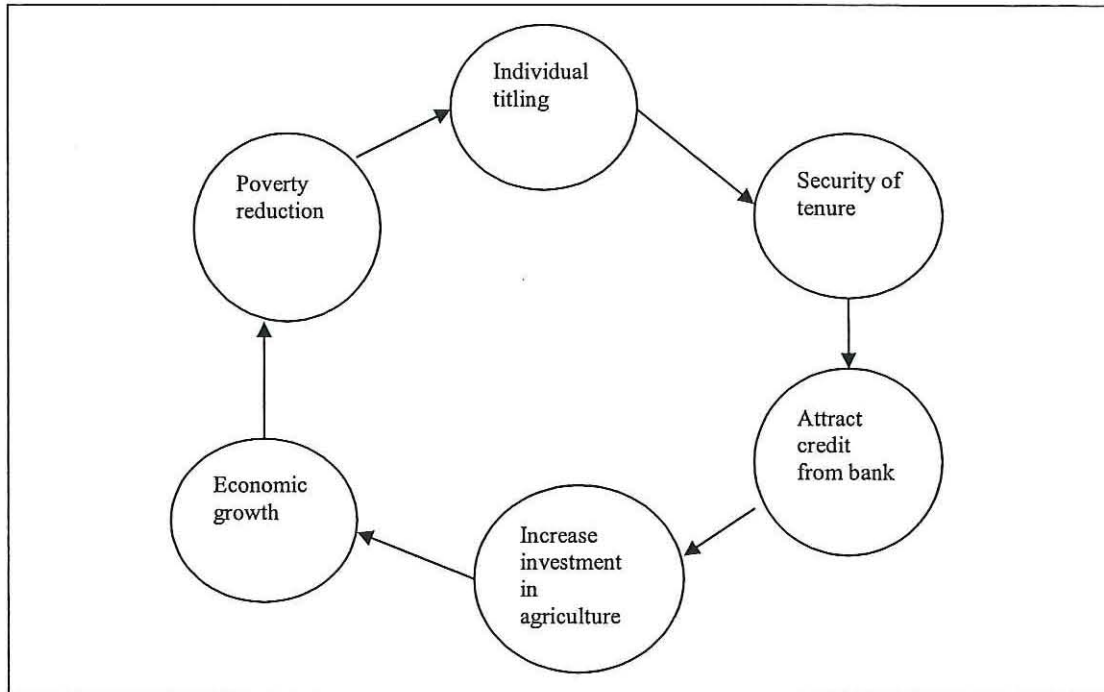 Individual
titling
Security of
tenure
Attract
credit
from bank
Increase
investment
in
agriculture
Economic
growth
Poverty
reduction